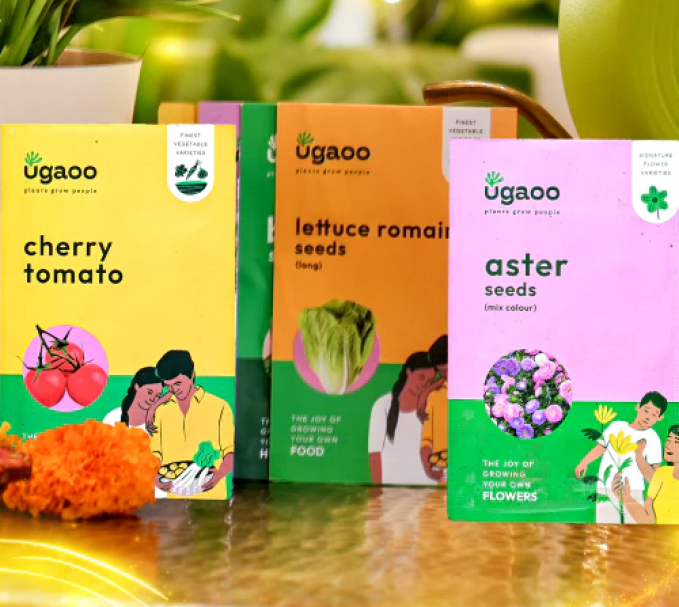 FINEST
VEGETABLE
VARIETIES
ugaoo
plants grow people
cherry
tomato
FINEST
VEGETABLE
ugaoo
plants grow people
lettuce romain
seeds
(long)
THE JOY OF
GROWING
YOUR OWN
FOOD
SIGNATURE
FLOWER
VARIETIES
ugaoo
plants grow people
aster
seeds
(mix colour)
THE JOY OF
GROWING
YOUR OWN
FLOWERS